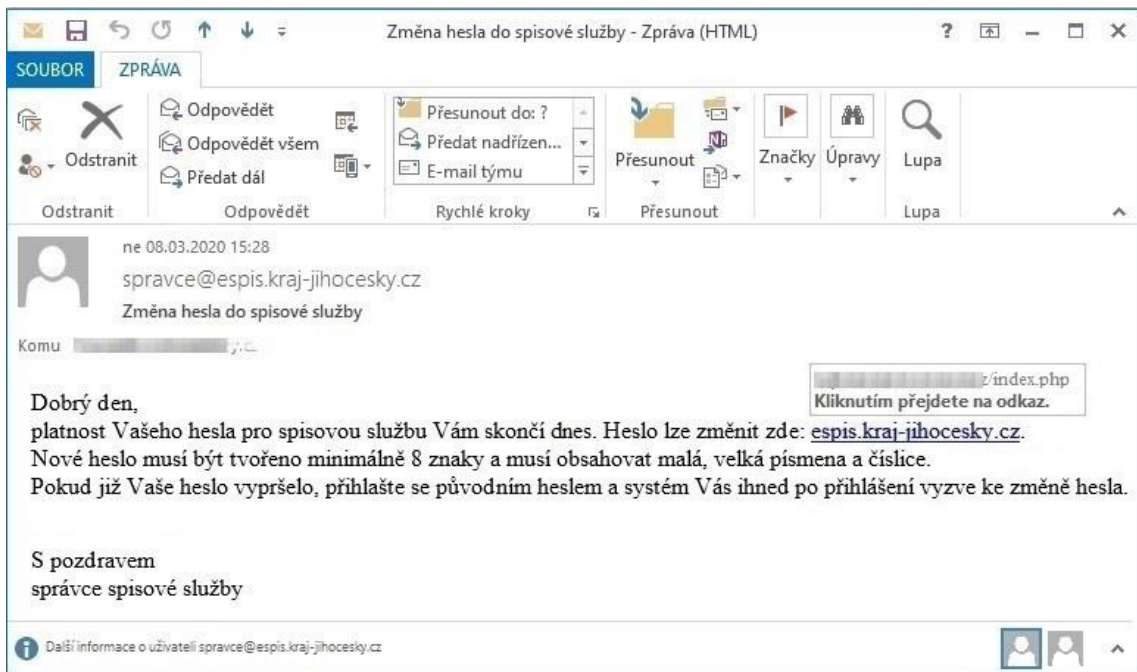 Změna hesla do spisové služby - Zpráva (HTML)
SOUBOR ZPRÁVA
Odstranit
Odpovědět
Odpovědět všem
Předat dál
Přesunout do: ?
Předat nadřízen...
E-mail týmu
Přesunout
Značky
Úpravy
Lupa
Odstranit Odpovědět Rychlé kroky Přesunout Lupa
ne 08.03.2020 15:28
spravce@espis.kraj-jihocesky.cz
Změna hesla do spisové služby
Komu
z/index.php
Kliknutím přejdete na odkaz.
Dobrý den,
platnost Vašeho hesla pro spisovou službu Vám skončí dnes. Heslo lze změnit zde: espis.kraj-jihocesky.cz.
Nové heslo musí být tvořeno minimálně 8 znaky a musí obsahovat malá, velká písmena a číslice.
Pokud již Vaše heslo vypršelo, přihlašte se původním heslem a systém Vás ihned po přihlášení vyzve ke změně hesla.
S pozdravem
správce spisové služby
Další informace o uživateli spravce@espis.kraj-jihocesky.cz